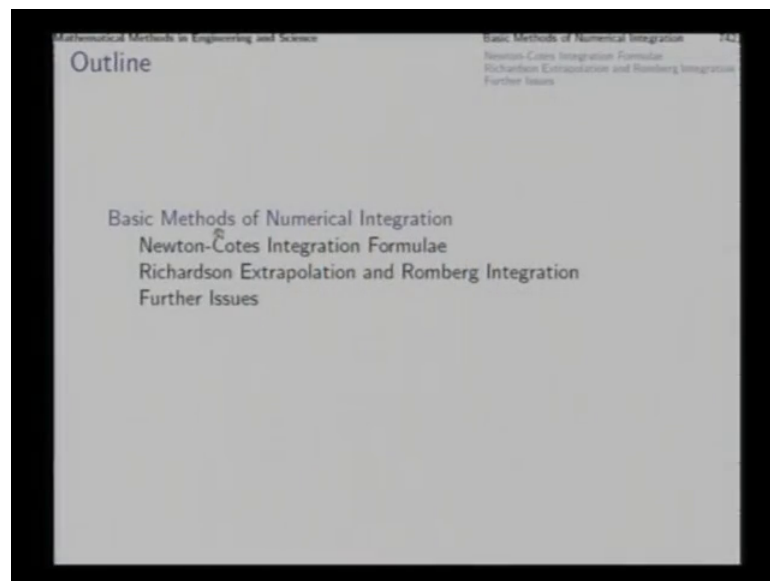 Mathematical Methods in Engineering and Science
Basic Methods of Numerical Integration 742,
Outline
Newton-Cotes Integration Formulae
Richardson Extrapolation and Romberg Integration
Further Issues
Basic Methods of Numerical Integration
Newton-Cotes Integration Formulae
Richardson Extrapolation and Romberg Integration
Further Issues